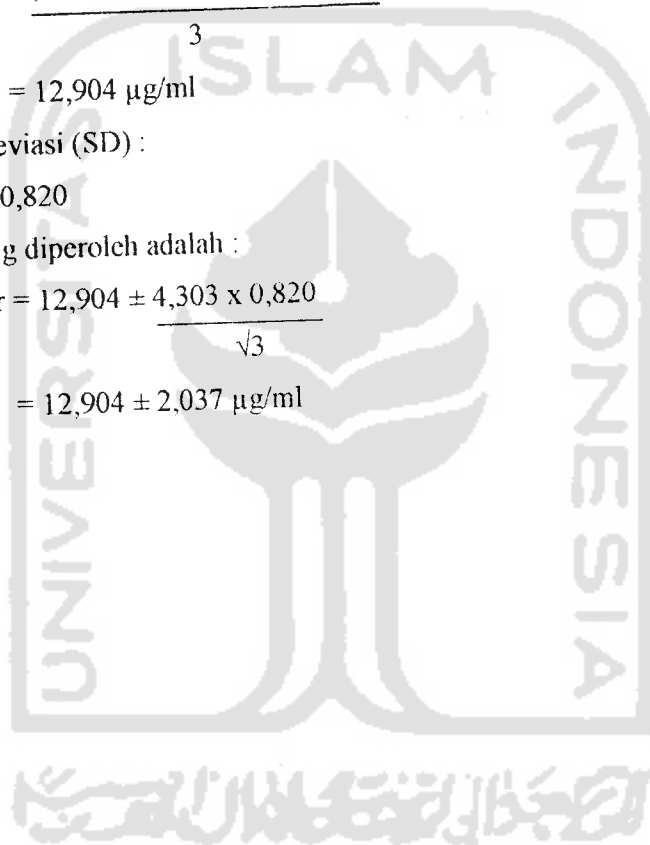 3
= 12,904 µg/ml
eviasi (SD) :
0,820
g diperoleh adalah :
r = 12,904 ± 4,303 x 0,820
√3
= 12,904 ± 2,037 µg/ml
UNIVERSITAS
ISLAM
INDONESIA